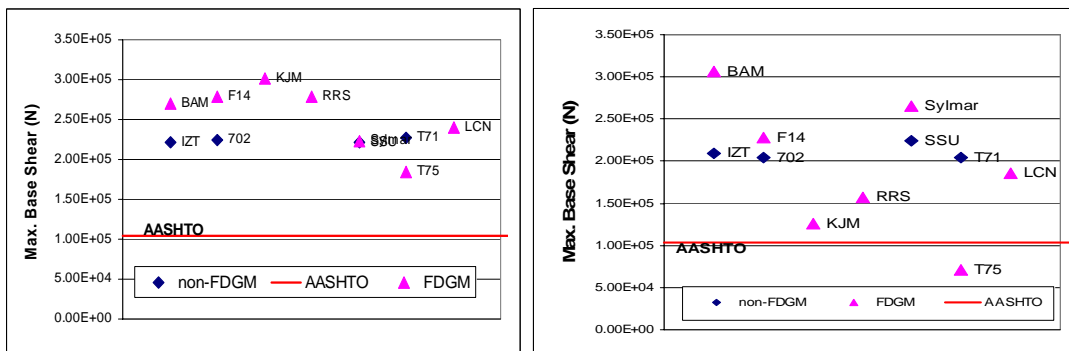 Max. Base Shear (N)
3.50E+05
3.00E+05
2.50E+05
2.00E+05
1.50E+05
1.00E+05
5.00E+04
0.00E+00
KJM
BAM
F14
RRS
LCN
IZT
702
Sylmar
SSU
T71
T75
AASHTO
non-FDGM
AASHTO
FDGM
Max. Base Shear (N)
3.50E+05
3.00E+05
2.50E+05
2.00E+05
1.50E+05
1.00E+05
5.00E+04
0.00E+00
BAM
Sylmar
F14
SSU
IZT
702
T71
LCN
RRS
KJM
AASHTO
T75
non-FDGM
FDGM
AASHTO